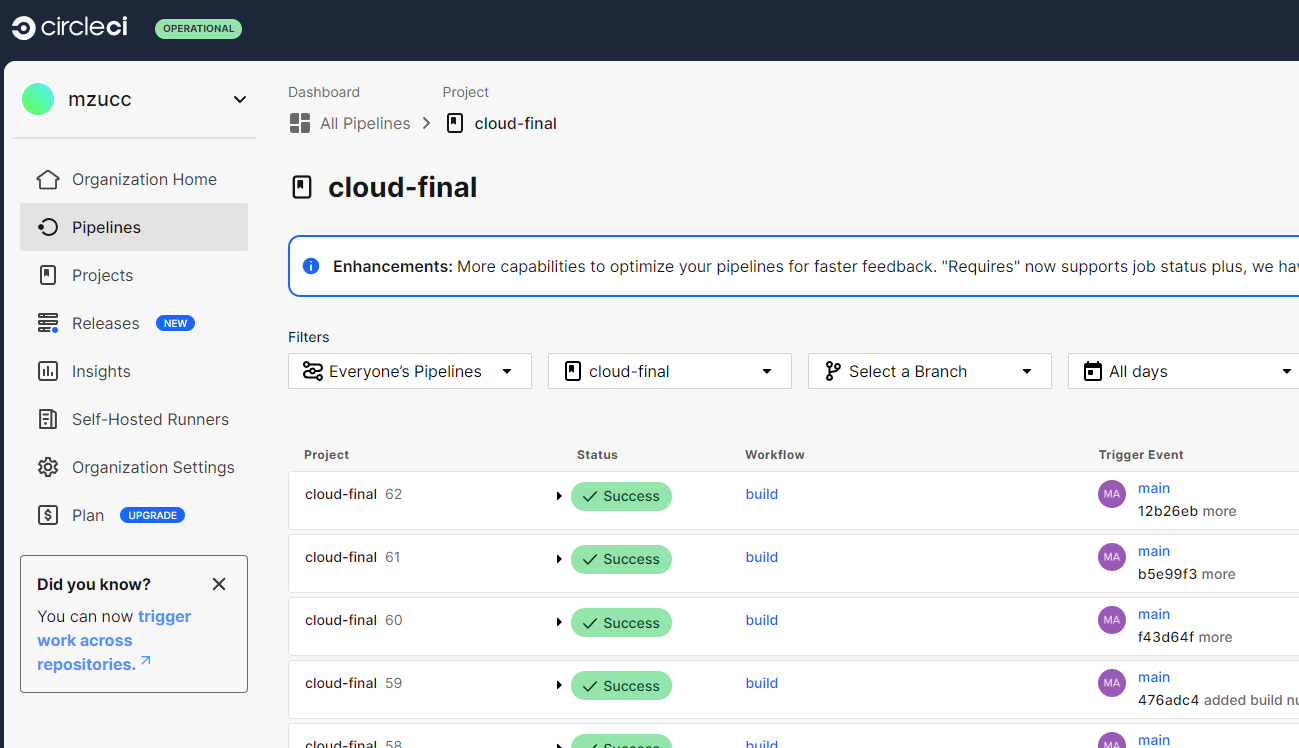 circleci OPERATIONAL
mzucc
Dashboard Project
All Pipelines cloud-final
Organization Home
Pipelines
Projects
Releases NEW
Insights
Self-Hosted Runners
Organization Settings
Plan UPGRADE
Did you know?
You can now trigger
work across
repositories.
cloud-final
Enhancements: More capabilities to optimize your pipelines for faster feedback. "Requires" now supports job status plus, we hav
Filters
Everyone’s Pipelines cloud-final Select a Branch All days
Project Status Workflow Trigger Event
cloud-final 62 Success build MA main
12b26eb more
cloud-final 61 Success build MA main
b5e99f3 more
cloud-final 60 Success build MA main
f43d64f more
cloud-final 59 Success build MA main
476adc4 added build nu
cloud-final 58 Success build MA main